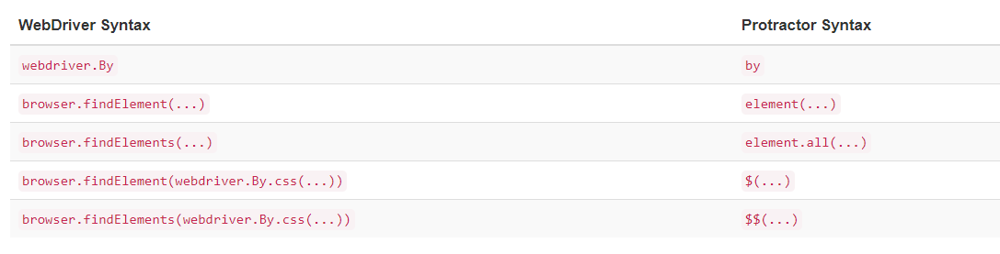 WebDriver Syntax Protractor Syntax
webdriver.By by
browser.findElement(...) element(...)
browser.findElements(...) element.all(...)
browser.findElement(webdriver.By.css(...)) $(...)
browser.findElements(webdriver.By.css(...)) $$(...)